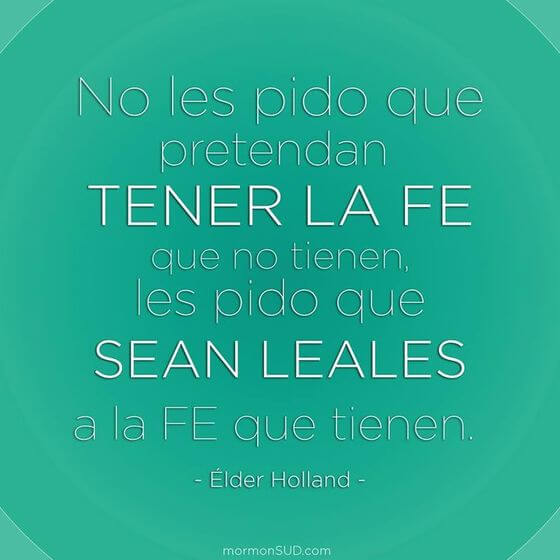 No les pido que
pretendan
TENER LA FE
que no tienen,
les pido que
SEAN LEALES
a la FE que tienen.
- Élder Holland -
mormonSUD.com